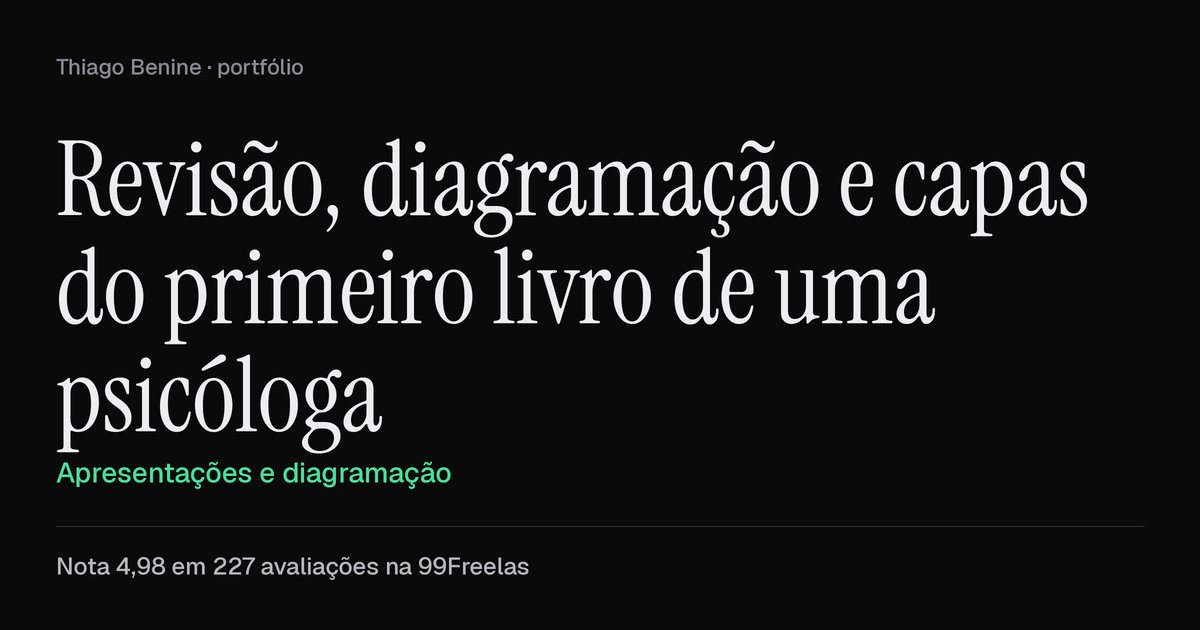 Thiago Benine · portfólio
Revisão, diagramação e capas
do primeiro livro de uma
psicóloga
Apresentações e diagramação
Nota 4,98 em 227 avaliações na 99Freelas